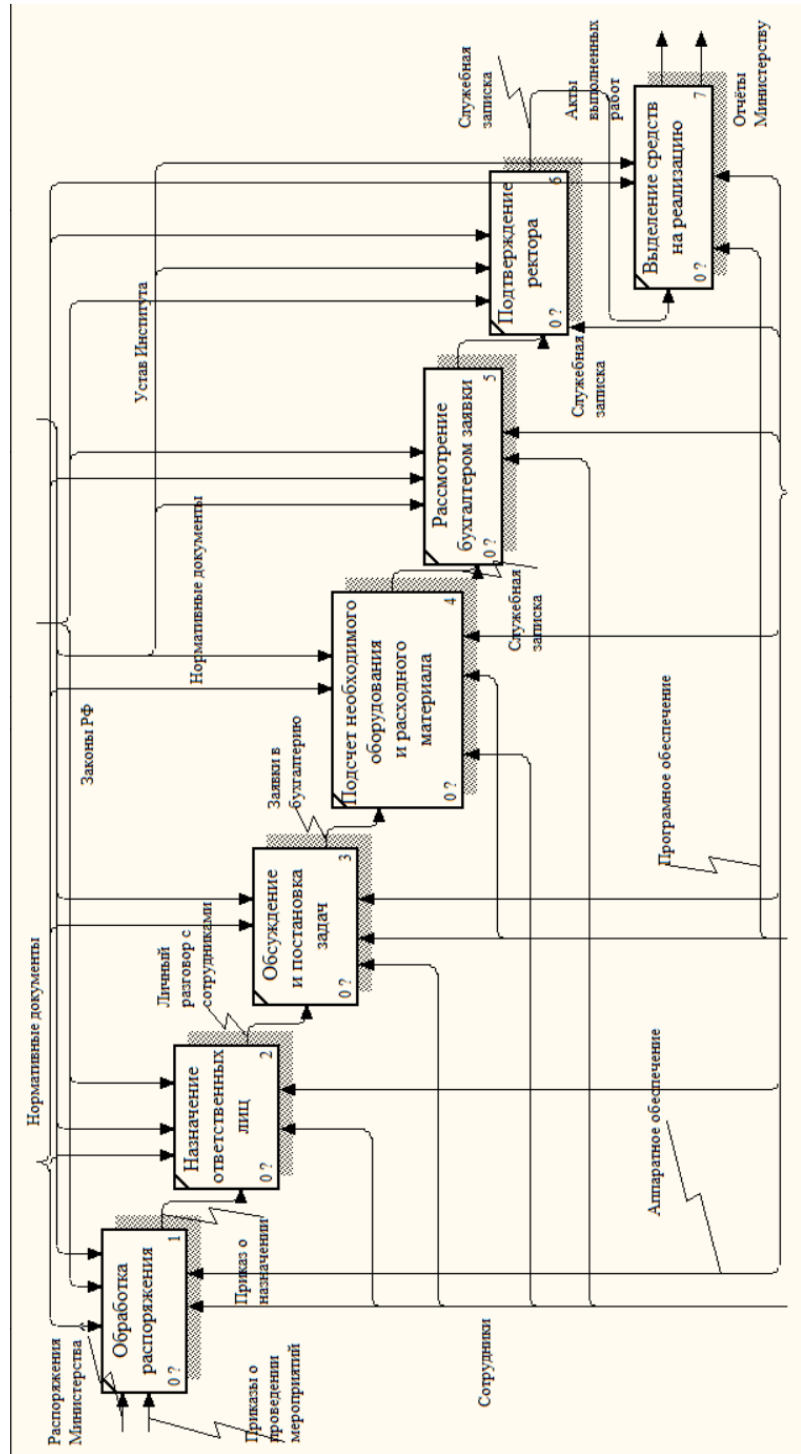 Нормативные документы
Законы РФ
Нормативные документы
Устав Института
Распоряжения
Министерства
Приказы о
проведении
мероприятий
Обработка
распоряжения
0 ?
1
Приказ о
назначении
Назначение
ответственных
лиц
0 ?
2
Личный
разговор с
сотрудниками
Обсуждение
и постановка
задач
0 ?
3
Заявки в
бухгалтерию
Подсчет необходимого
оборудования
и расходного
материала
0 ?
4
Служебная
записка
Рассмотрение
бухгалтером заявки
0 ?
5
Служебная
записка
Подтверждение
ректора
0 ?
6
Служебная
записка
Акты
выполненных
работ
Выделение средств
на реализацию
0 ?
7
Отчёты
Министерству
Сотрудники
Аппаратное обеспечение
Програмное обеспечение